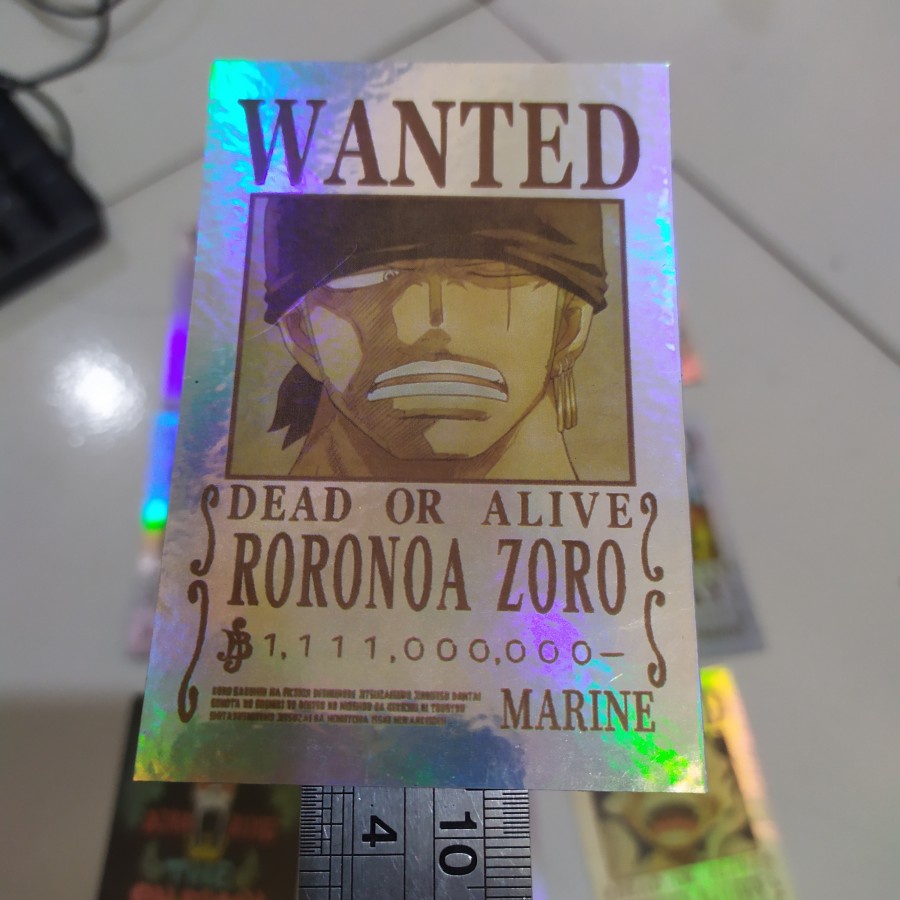 WANTED
DEAD OR ALIVE
RORONOA ZORO
฿1,111,000,000–
MARINE
4
10